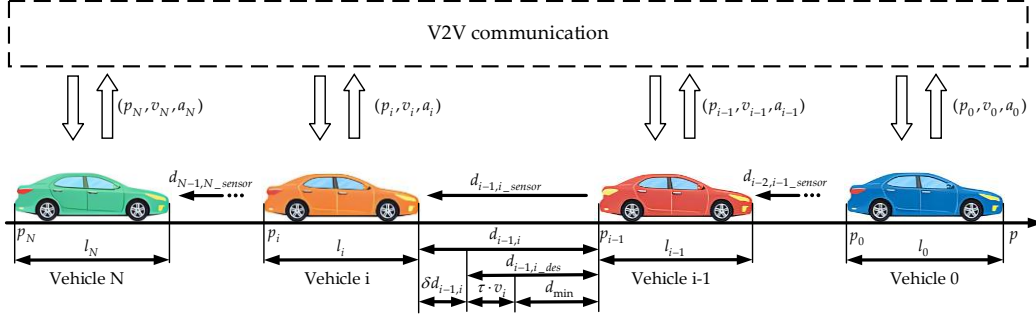 V2V communication
(p_N, v_N, a_N)
(p_i, v_i, a_i)
(p_{i−1}, v_{i−1}, a_{i−1})
(p_0, v_0, a_0)
d_{N−1,N_sensor}
d_{i−1,i_sensor}
d_{i−2,i−1_sensor}
p_N
p_i
p_{i−1}
p_0
p
l_N
l_i
d_{i−1,i}
l_{i−1}
l_0
Vehicle N
Vehicle i
d_{i−1,i_des}
Vehicle i-1
Vehicle 0
δd_{i−1,i}
τ · v_i
d_{min}